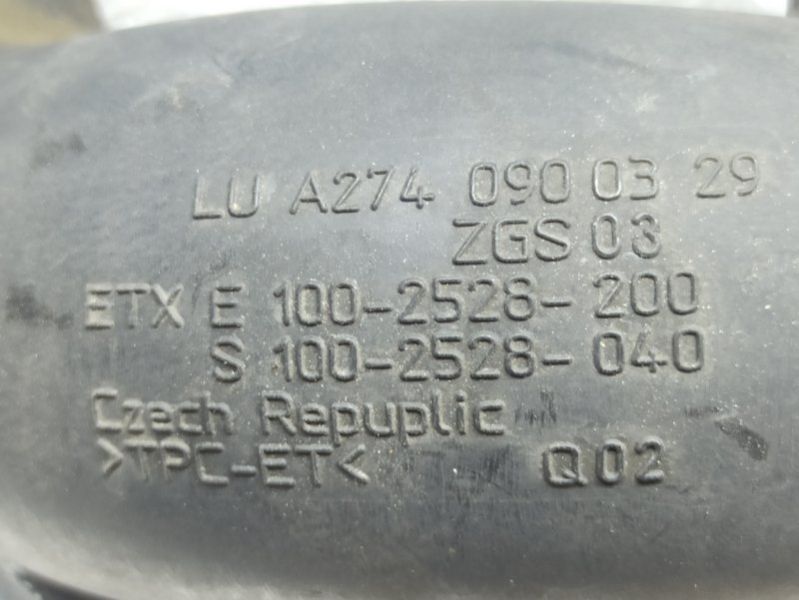 LU A274 090 03 29
ZGS 03
ETX E 100-2528-200
S 100-2528-040
Czech Repuplic
>TPC-ET<
Q02